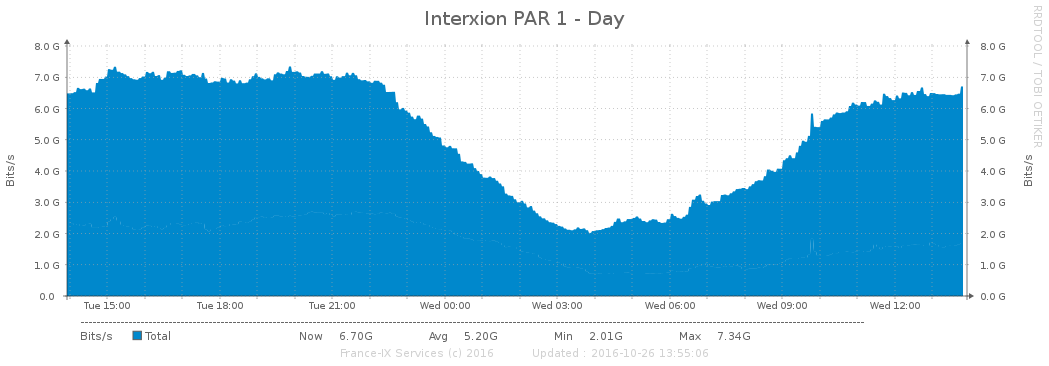 Interxion PAR 1 - Day
RRDTOOL / TOBI OETIKER
Bits/s
Bits/s
8.0 G 8.0 G
7.0 G 7.0 G
6.0 G 6.0 G
5.0 G 5.0 G
4.0 G 4.0 G
3.0 G 3.0 G
2.0 G 2.0 G
1.0 G 1.0 G
0.0 0.0 G
Tue 15:00 Tue 18:00 Tue 21:00 Wed 00:00 Wed 03:00 Wed 06:00 Wed 09:00 Wed 12:00
Bits/s Total Now 6.70G Avg 5.20G Min 2.01G Max 7.34G
France-IX Services (c) 2016 Updated : 2016-10-26 13:55:06